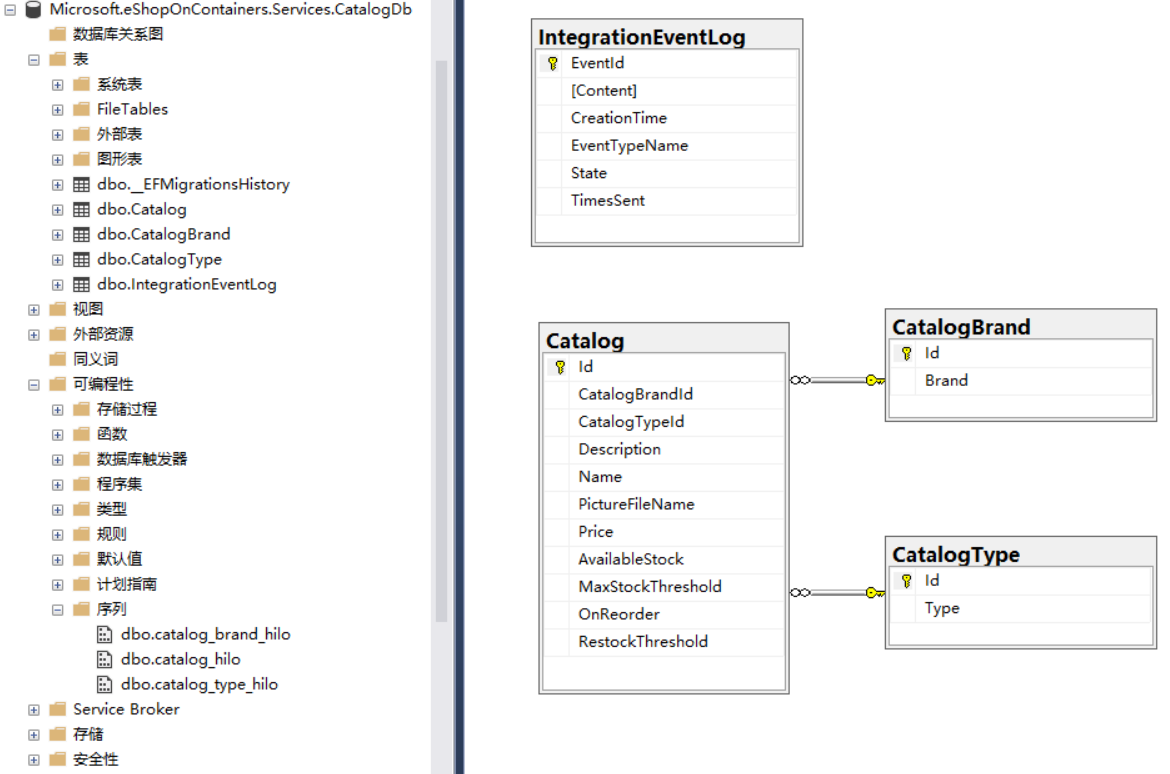 Microsoft.eShopOnContainers.Services.CatalogDb
数据库关系图
表
系统表
FileTables
外部表
图形表
dbo.__EFMigrationsHistory
dbo.Catalog
dbo.CatalogBrand
dbo.CatalogType
dbo.IntegrationEventLog
视图
外部资源
同义词
可编程性
存储过程
函数
数据库触发器
程序集
类型
规则
默认值
计划指南
序列
dbo.catalog_brand_hilo
dbo.catalog_hilo
dbo.catalog_type_hilo
Service Broker
存储
安全性
IntegrationEventLog
EventId
[Content]
CreationTime
EventTypeName
State
TimesSent
Catalog
Id
CatalogBrandId
CatalogTypeId
Description
Name
PictureFileName
Price
AvailableStock
MaxStockThreshold
OnReorder
RestockThreshold
CatalogBrand
Id
Brand
CatalogType
Id
Type